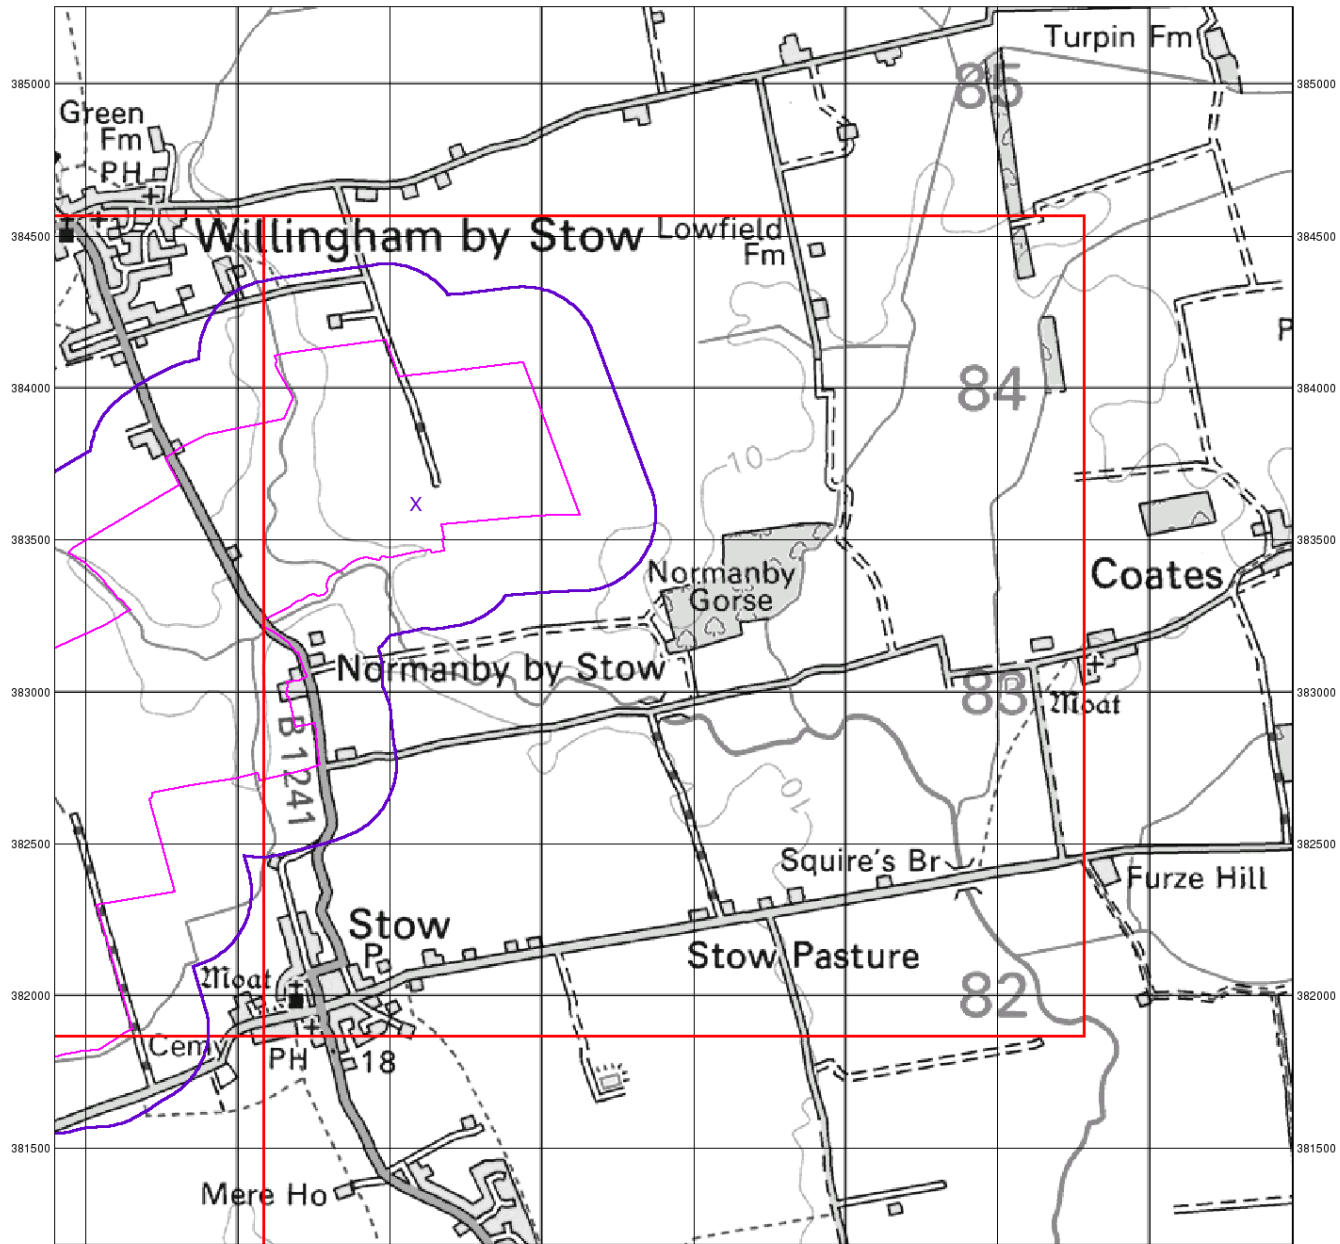 85
Turpin Fm
385000
385000
Green
Fm
PH
384500
Willingham by Stow
Lowfield
Fm
384500
P
384000
84
384000
10
X
383500
383500
Normanby
Gorse
Coates
Normanby by Stow
383000
83
Moat
383000
B1241
10
382500
Squire's Br
382500
Furze Hill
Stow
P
Stow Pasture
Moat
382000
82
382000
Cemy
PH
18
381500
381500
Mere Ho